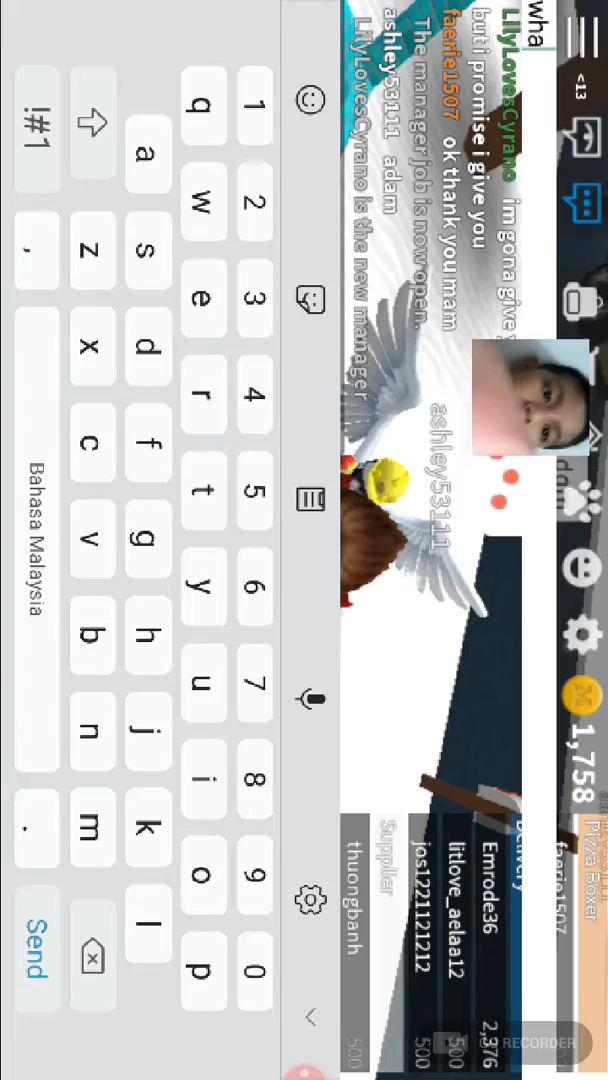 wha
<13
LilyLovesCyrano im gona give y
but i promise i give you
faerie1507 ok thank you mam
The manager job is now open.
ashley53111 adam
LilyLovesCyrano is the new manager
ashley53111
1,758
Pizza Boxer
faerie1507
Delivery
Emrode36 2,376
litlove_aelaa12 500
jos1221121212 500
Supplier
thuongbanh 500
RECORDER
1 2 3 4 5 6 7 8 9 0
q w e r t y u i o p
a s d f g h j k l
z x c v b n m
!#1 , Bahasa Malaysia . Send